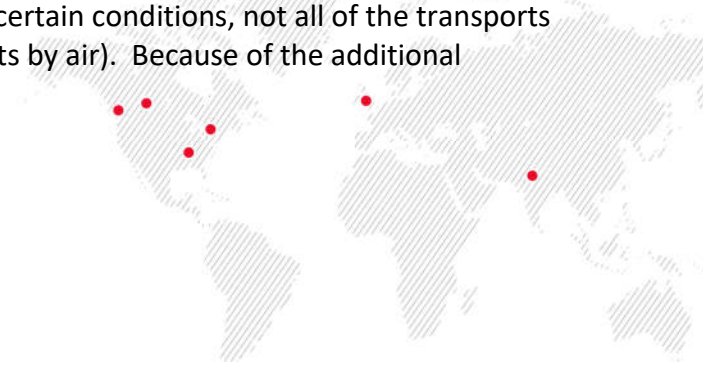 certain conditions, not all of the transports
ts by air).  Because of the additional